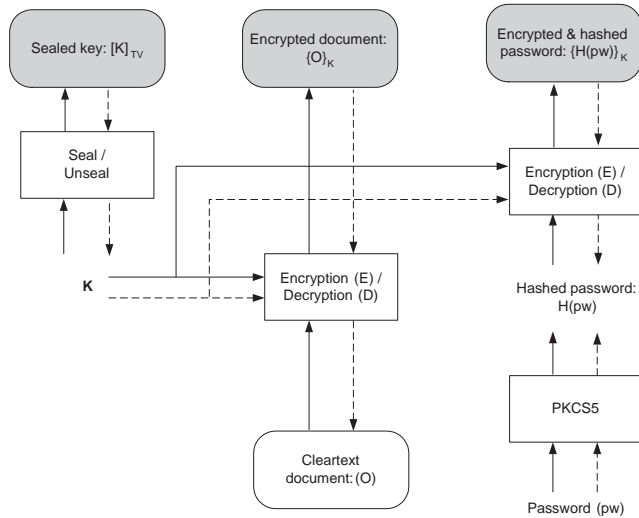 Sealed key: [K]TV
Encrypted document:
{O}K
Encrypted & hashed
password: {H(pw)}K
Seal /
Unseal
Encryption (E) /
Decryption (D)
K
Encryption (E) /
Decryption (D)
Hashed password:
H(pw)
PKCS5
Cleartext
document: (O)
Password (pw)